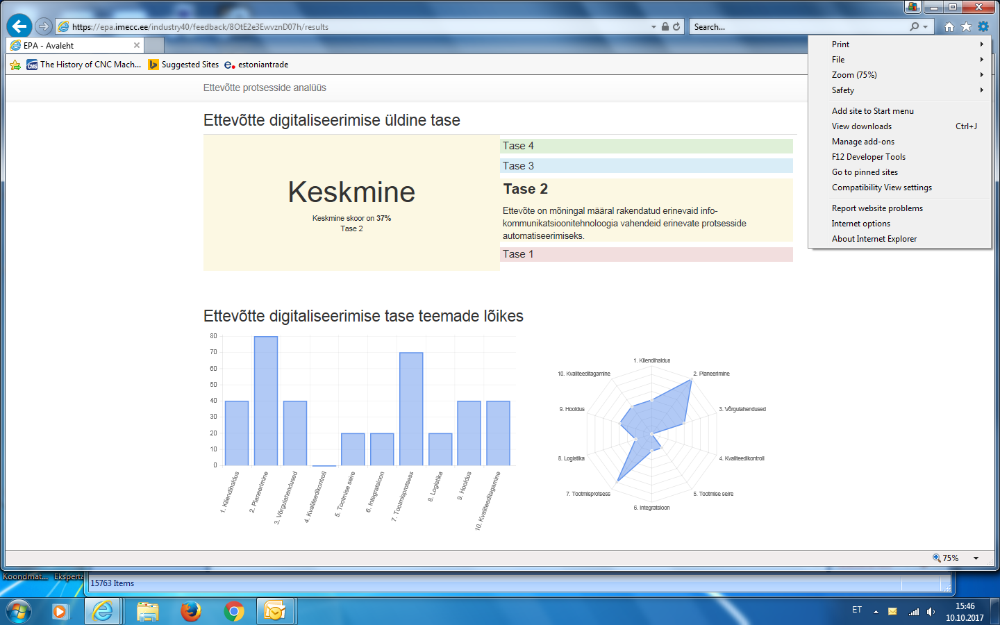 https://epa.imecc.ee/industry40/feedback/8OtE2e3EwvznD07h/results
Search...
EPA - Avaleht
The History of CNC Mach...
Suggested Sites
estoniantrade
Print
File
Zoom (75%)
Safety
Add site to Start menu
View downloads Ctrl+J
Manage add-ons
F12 Developer Tools
Go to pinned sites
Compatibility View settings
Report website problems
Internet options
About Internet Explorer
Ettevõtte protsesside analüüs
Ettevõtte digitaliseerimise üldine tase
Keskmine
Keskmine skoor on 37%
Tase 2
Tase 4
Tase 3
Tase 2
Ettevõte on mõningal määral rakendatud erinevaid info-
kommunikatsioonitehnoloogia vahendeid erinevate protsesside
automatiseerimiseks.
Tase 1
Ettevõtte digitaliseerimise tase teemade lõikes
80
70
60
50
40
30
20
10
0
1. Kliendihaldus
2. Planeerimine
3. Võrgulahendused
4. Kvaliteedikontroll
5. Tootmise seire
6. Integratsioon
7. Tootmisprotsess
8. Logistika
9. Hooldus
10. Kvaliteeditagamine
1. Kliendihaldus
2. Planeerimine
3. Võrgulahendused
4. Kvaliteedikontroll
5. Tootmise seire
6. Integratsioon
7. Tootmisprotsess
8. Logistika
9. Hooldus
10. Kvaliteeditagamine
75%
Koondmat...
Eksperta
15763 Items
ET
15:46
10.10.2017